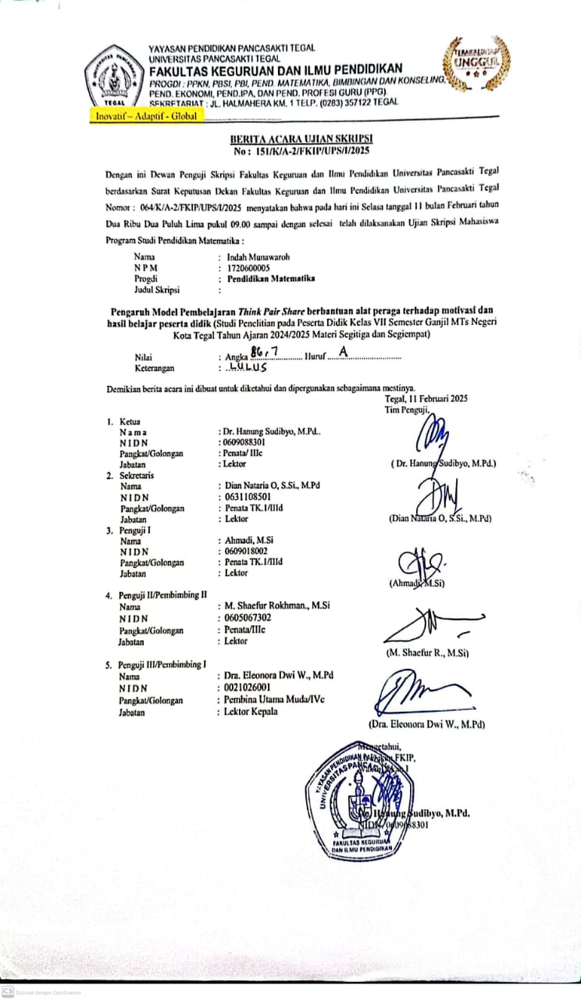 YAYASAN PENDIDIKAN PANCASAKTI TEGAL
UNIVERSITAS PANCASAKTI TEGAL
FAKULTAS KEGURUAN DAN ILMU PENDIDIKAN
PROGDI : PPKN, PBSI, PBI, PEND. MATEMATIKA, BIMBINGAN DAN KONSELING,
PEND. EKONOMI, PEND.IPA, DAN PEND. PROFESI GURU (PPG).
SEKRETARIAT : JL. HALMAHERA KM. 1 TELP. (0283) 357122 TEGAL
UNIVERSITAS PANCASAKTI
TEGAL
TERAKREDITASI
UNGGUL
Inovatif – Adaptif - Global
BERITA ACARA UJIAN SKRIPSI
No : 151/K/A-2/FKIP/UPS/I/2025
Dengan ini Dewan Penguji Skripsi Fakultas Keguruan dan Ilmu Pendidikan Universitas Pancasakti Tegal
berdasarkan Surat Keputusan Dekan Fakultas Keguruan dan Ilmu Pendidikan Universitas Pancasakti Tegal
Nomor : 064/K/A-2/FKIP/UPS/I/2025 menyatakan bahwa pada hari ini Selasa tanggal 11 bulan Februari tahun
Dua Ribu Dua Puluh Lima pukul 09.00 sampai dengan selesai telah dilaksanakan Ujian Skripsi Mahasiswa
Program Studi Pendidikan Matematika :
Nama : Indah Munawaroh
N P M : 1720600005
Progdi : Pendidikan Matematika
Judul Skripsi :
Pengaruh Model Pembelajaran Think Pair Share berbantuan alat peraga terhadap motivasi dan
hasil belajar peserta didik (Studi Penelitian pada Peserta Didik Kelas VII Semester Ganjil MTs Negeri
Kota Tegal Tahun Ajaran 2024/2025 Materi Segitiga dan Segiempat)
Nilai : Angka 86,7 Huruf A
Keterangan : LULUS
Demikian berita acara ini dibuat untuk diketahui dan dipergunakan sebagaimana mestinya.
Tegal, 11 Februari 2025
Tim Penguji,
1. Ketua
N a m a : Dr. Hanung Sudibyo, M.Pd..
N I D N : 0609088301
Pangkat/Golongan : Penata/ IIIc
Jabatan : Lektor
( Dr. Hanung Sudibyo, M.Pd.)
2. Sekretaris
Nama : Dian Nataria O, S.Si., M.Pd
N I D N : 0631108501
Pangkat/Golongan : Penata TK.I/IIId
Jabatan : Lektor
(Dian Nataria O, S.Si., M.Pd)
3. Penguji I
Nama : Ahmadi, M.Si
N I D N : 0609018002
Pangkat/Golongan : Penata TK.I/IIId
Jabatan : Lektor
(Ahmadi, M.Si)
4. Penguji II/Pembimbing II
Nama : M. Shaefur Rokhman., M.Si
N I D N : 0605067302
Pangkat/Golongan : Penata/IIIc
Jabatan : Lektor
(M. Shaefur R., M.Si)
5. Penguji III/Pembimbing I
Nama : Dra. Eleonora Dwi W., M.Pd
N I D N : 0021026001
Pangkat/Golongan : Pembina Utama Muda/IVc
Jabatan : Lektor Kepala
(Dra. Eleonora Dwi W., M.Pd)
Mengetahui,
FKIP,
Hanung Sudibyo, M.Pd.
NIDN. 0609088301
YAYASAN PENDIDIKAN
UNIVERSITAS
FAKULTAS KEGURUAN
DAN ILMU PENDIDIKAN
CS Dipindai dengan CamScanner